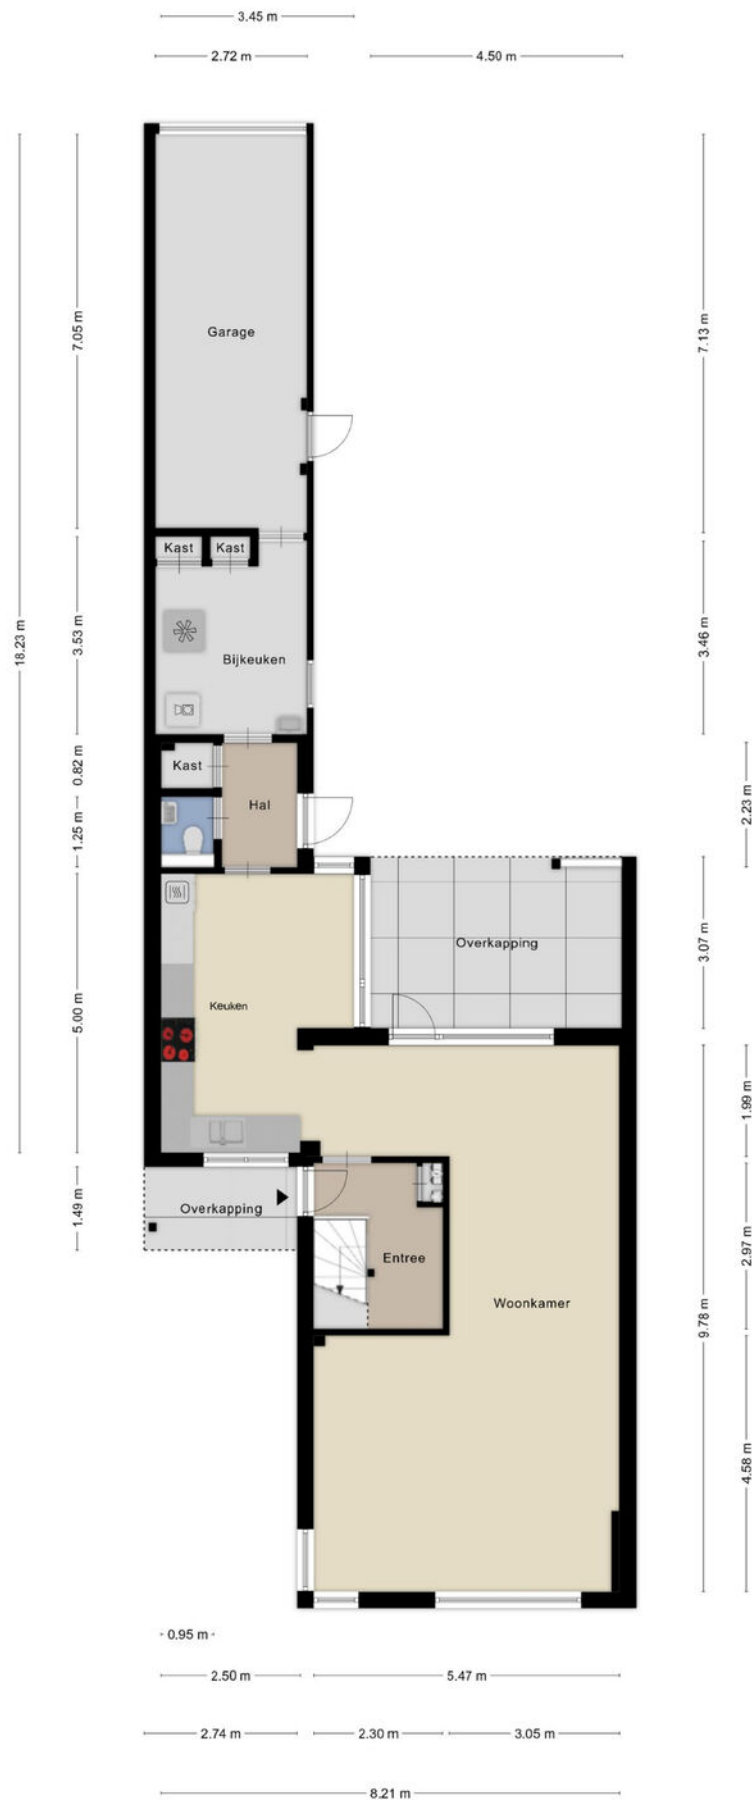 3.45 m
2.72 m
4.50 m
Garage
7.05 m
7.13 m
Kast
Kast
18.23 m
3.53 m
3.46 m
Bijkeuken
Kast
0.82 m
Hal
1.25 m
2.23 m
Overkapping
3.07 m
Keuken
5.00 m
1.99 m
Overkapping
1.49 m
Entree
2.97 m
Woonkamer
9.78 m
4.58 m
0.95 m
2.50 m
5.47 m
2.74 m
2.30 m
3.05 m
8.21 m